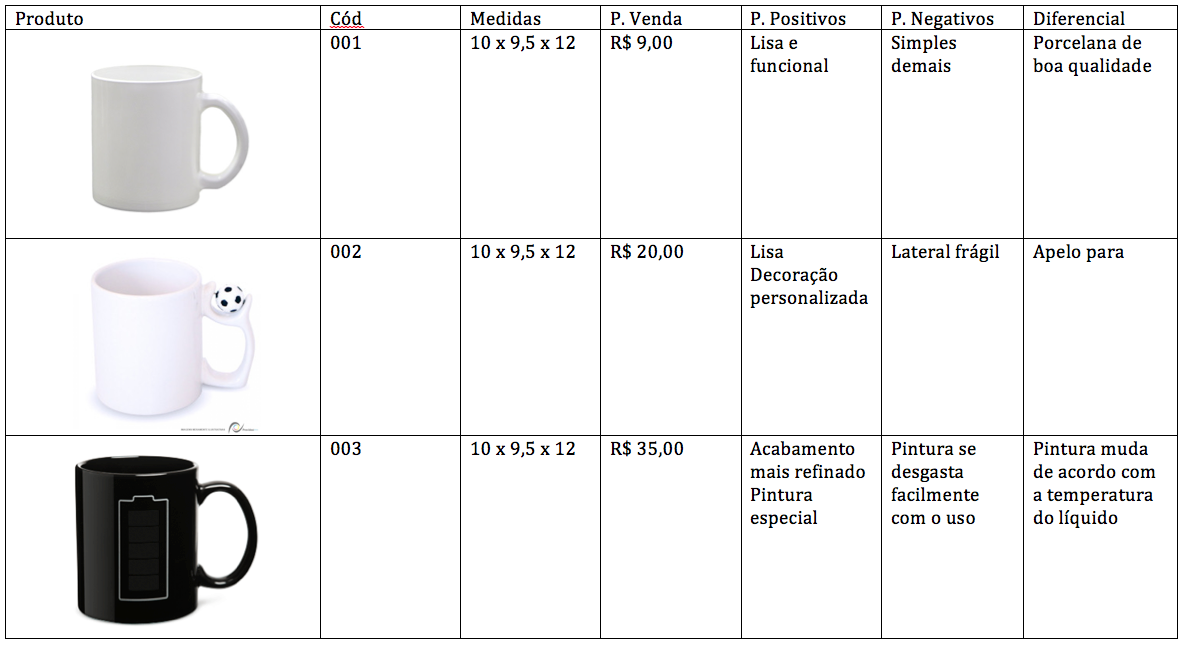 Produto Cód Medidas P. Venda P. Positivos P. Negativos Diferencial
001 10 x 9,5 x 12 R$ 9,00 Lisa e Simples Porcelana de
funcional demais boa qualidade
002 10 x 9,5 x 12 R$ 20,00 Lisa Lateral frágil Apelo para
Decoração
personalizada
003 10 x 9,5 x 12 R$ 35,00 Acabamento Pintura se Pintura muda
mais refinado desgasta de acordo com
Pintura facilmente a temperatura
especial com o uso do líquido